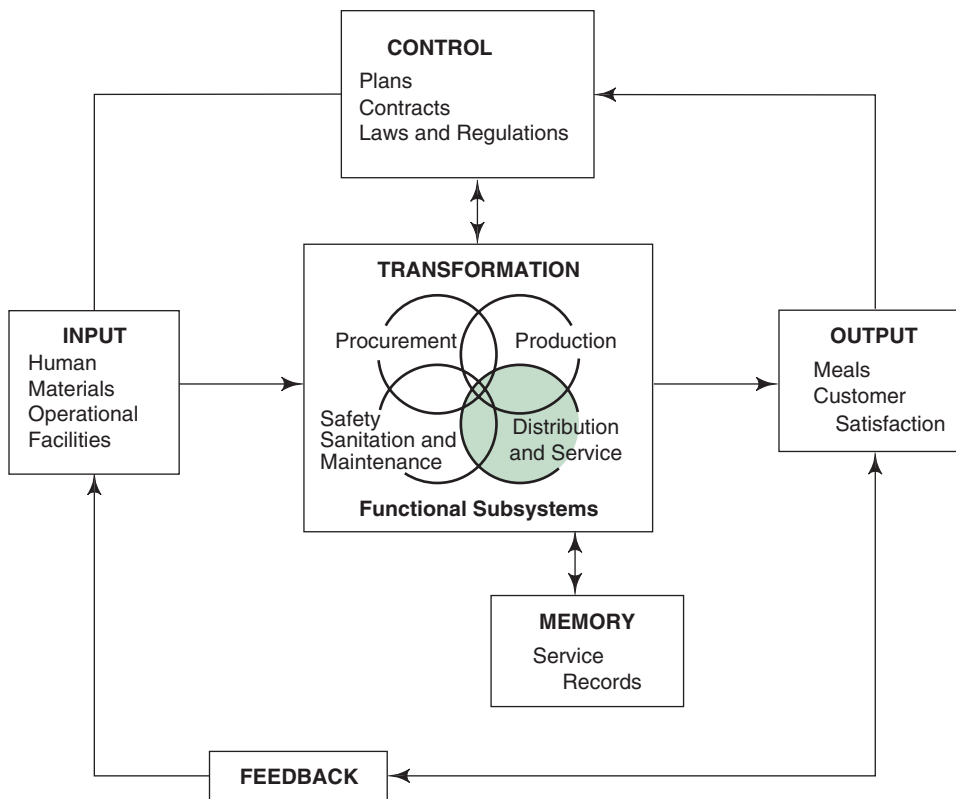 CONTROL
Plans
Contracts
Laws and Regulations
TRANSFORMATION
Procurement
Production
Safety
Sanitation and
Maintenance
Distribution
and Service
Functional Subsystems
INPUT
Human
Materials
Operational
Facilities
OUTPUT
Meals
Customer
Satisfaction
MEMORY
Service
Records
FEEDBACK